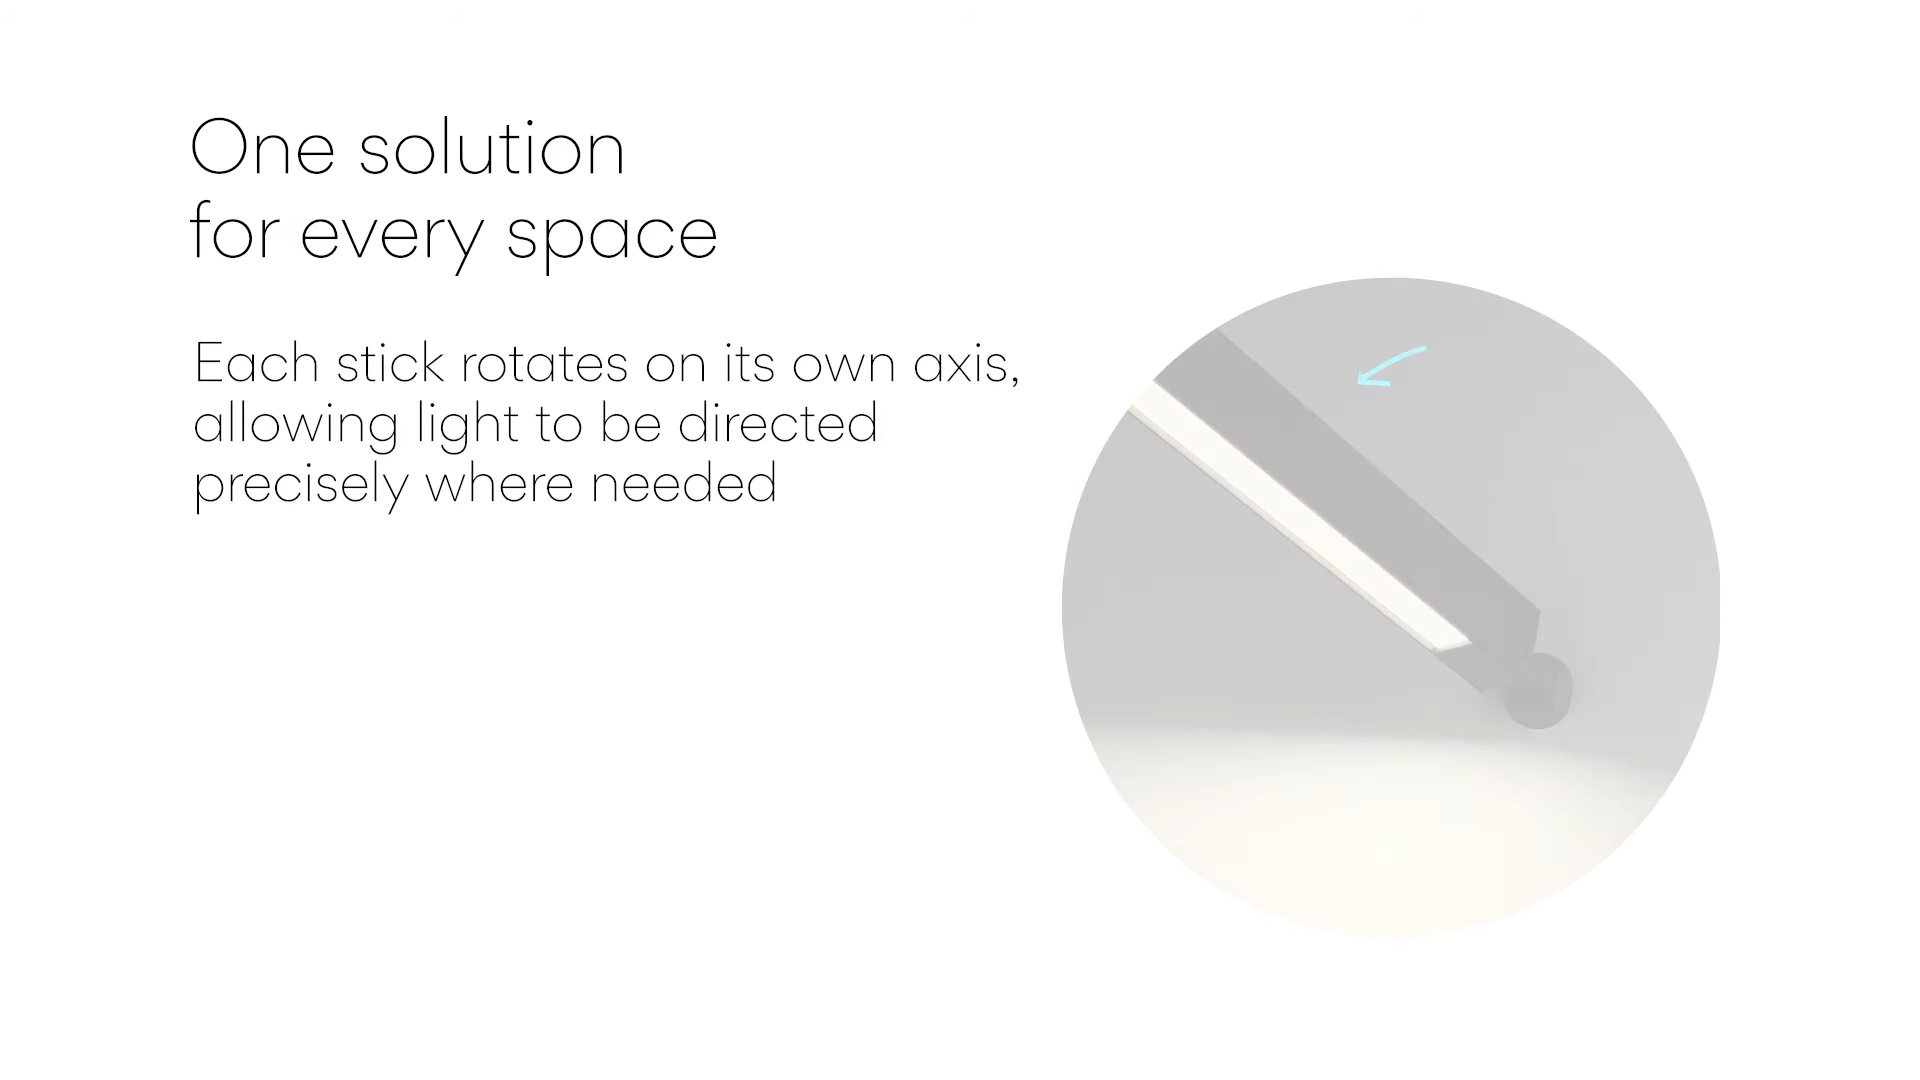 One solution
for every space
Each stick rotates on its own axis,
allowing light to be directed
precisely where needed